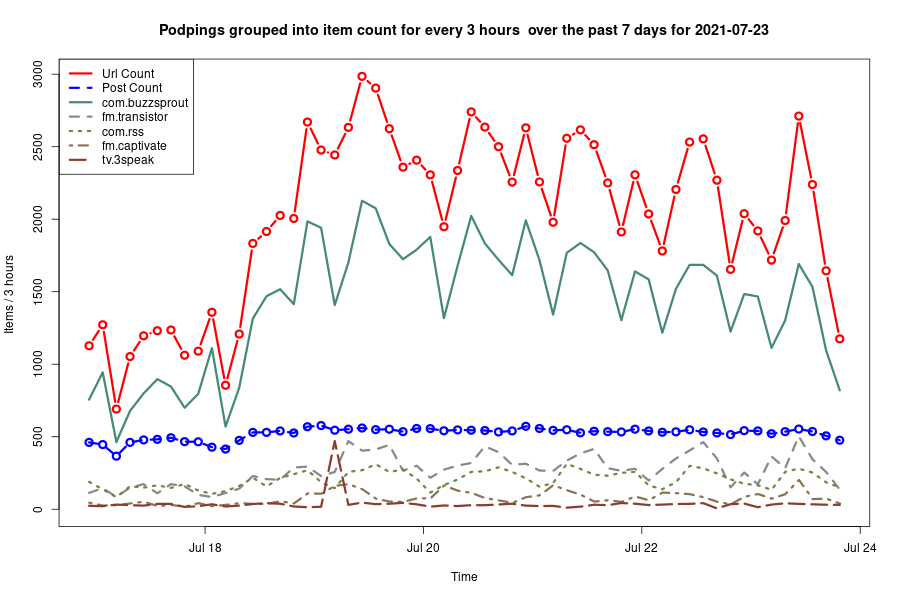 Podpings grouped into item count for every 3 hours  over the past 7 days for 2021-07-23
Url Count
Post Count
com.buzzsprout
fm.transistor
com.rss
fm.captivate
tv.3speak
Items / 3 hours
3000
2500
2000
1500
1000
500
0
Jul 18
Jul 20
Jul 22
Jul 24
Time